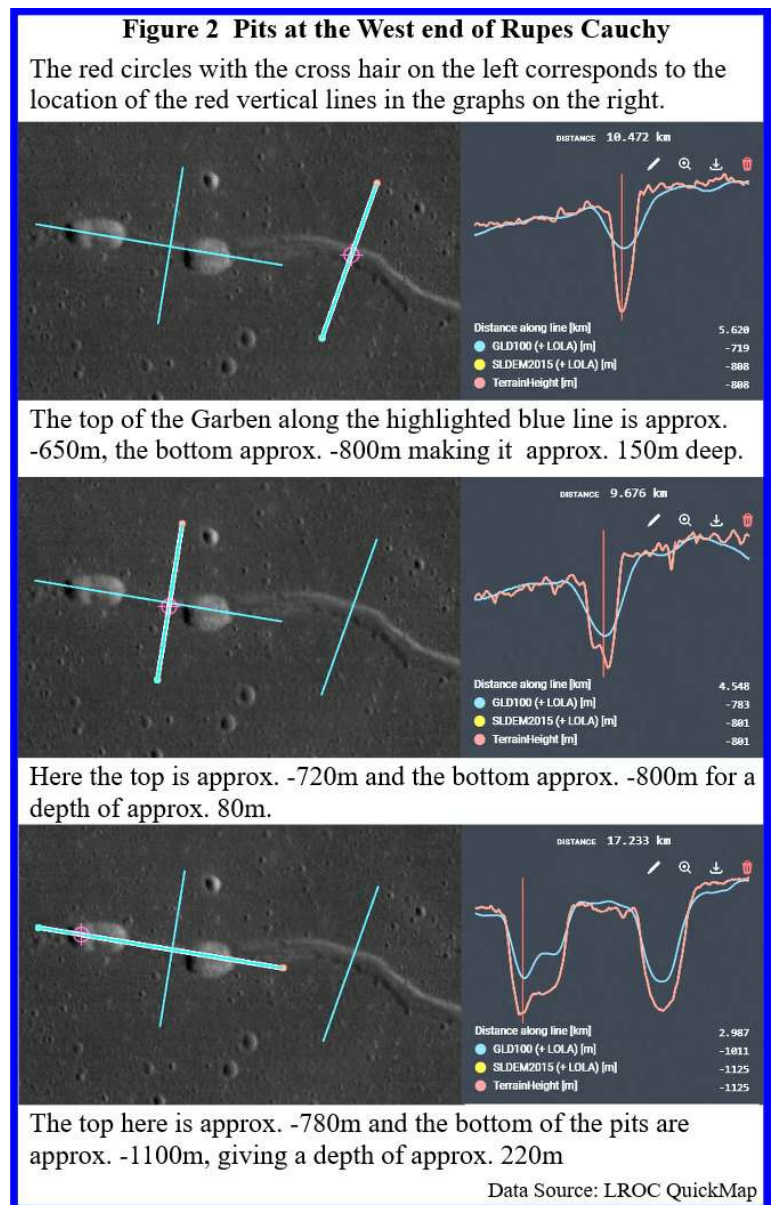 Figure 2  Pits at the West end of Rupes Cauchy
The red circles with the cross hair on the left corresponds to the
location of the red vertical lines in the graphs on the right.
DISTANCE 10.472 km
Distance along line [km] 5.620
GLD100 (+ LOLA) [m] -719
SLDEM2015 (+ LOLA) [m] -808
TerrainHeight [m] -808
The top of the Garben along the highlighted blue line is approx.
-650m, the bottom approx. -800m making it  approx. 150m deep.
DISTANCE 9.676 km
Distance along line [km] 4.548
GLD100 (+ LOLA) [m] -783
SLDEM2015 (+ LOLA) [m] -801
TerrainHeight [m] -801
Here the top is approx. -720m and the bottom approx. -800m for a
depth of approx. 80m.
DISTANCE 17.233 km
Distance along line [km] 2.987
GLD100 (+ LOLA) [m] -1011
SLDEM2015 (+ LOLA) [m] -1125
TerrainHeight [m] -1125
The top here is approx. -780m and the bottom of the pits are
approx. -1100m, giving a depth of approx. 220m
Data Source: LROC QuickMap